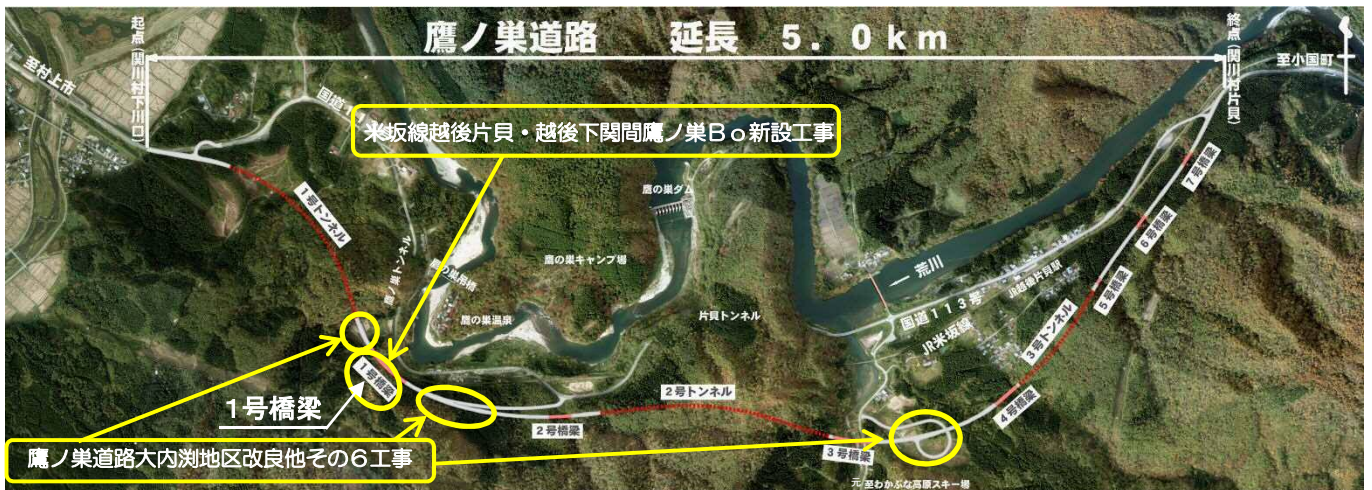 鷹ノ巣道路 延長 5.0km
起点(関川村下川口)
終点(関川村片貝)
至村上市
至小国町
国道1
米坂線越後片貝・越後下関間鷹ノ巣Bo新設工事
1号トンネル
鷹ノ巣トンネル
鷹の巣吊橋
鷹の巣温泉
鷹の巣キャンプ場
鷹の巣ダム
片貝トンネル
荒川
国道113号
JR越後片貝駅
JR米坂線
7号橋梁
6号橋梁
5号橋梁
3号トンネル
4号橋梁
1号橋梁
1号橋梁
2号トンネル
2号橋梁
3号橋梁
鷹ノ巣道路大内渕地区改良他その6工事
至わかぶな高原スキー場